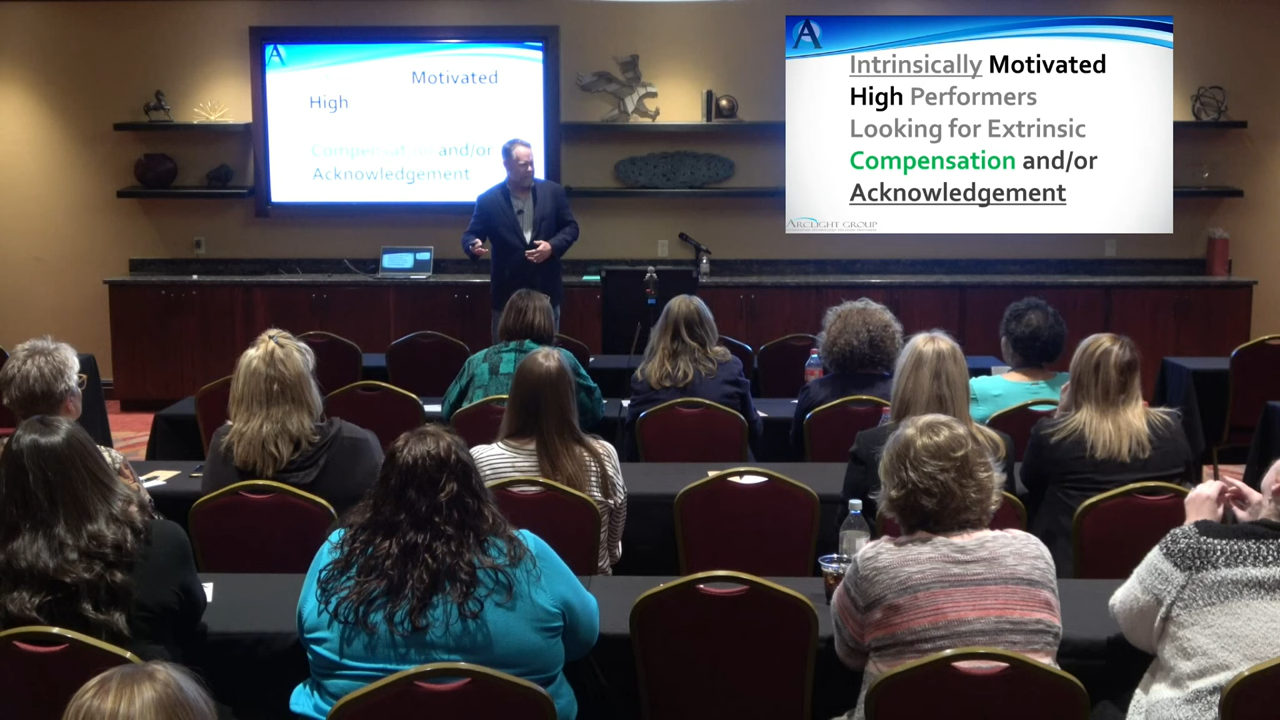 Motivated
High
Compensation and/or
Acknowledgement
A
Intrinsically Motivated
High Performers
Looking for Extrinsic
Compensation and/or
Acknowledgement
ARCLIGHT GROUP